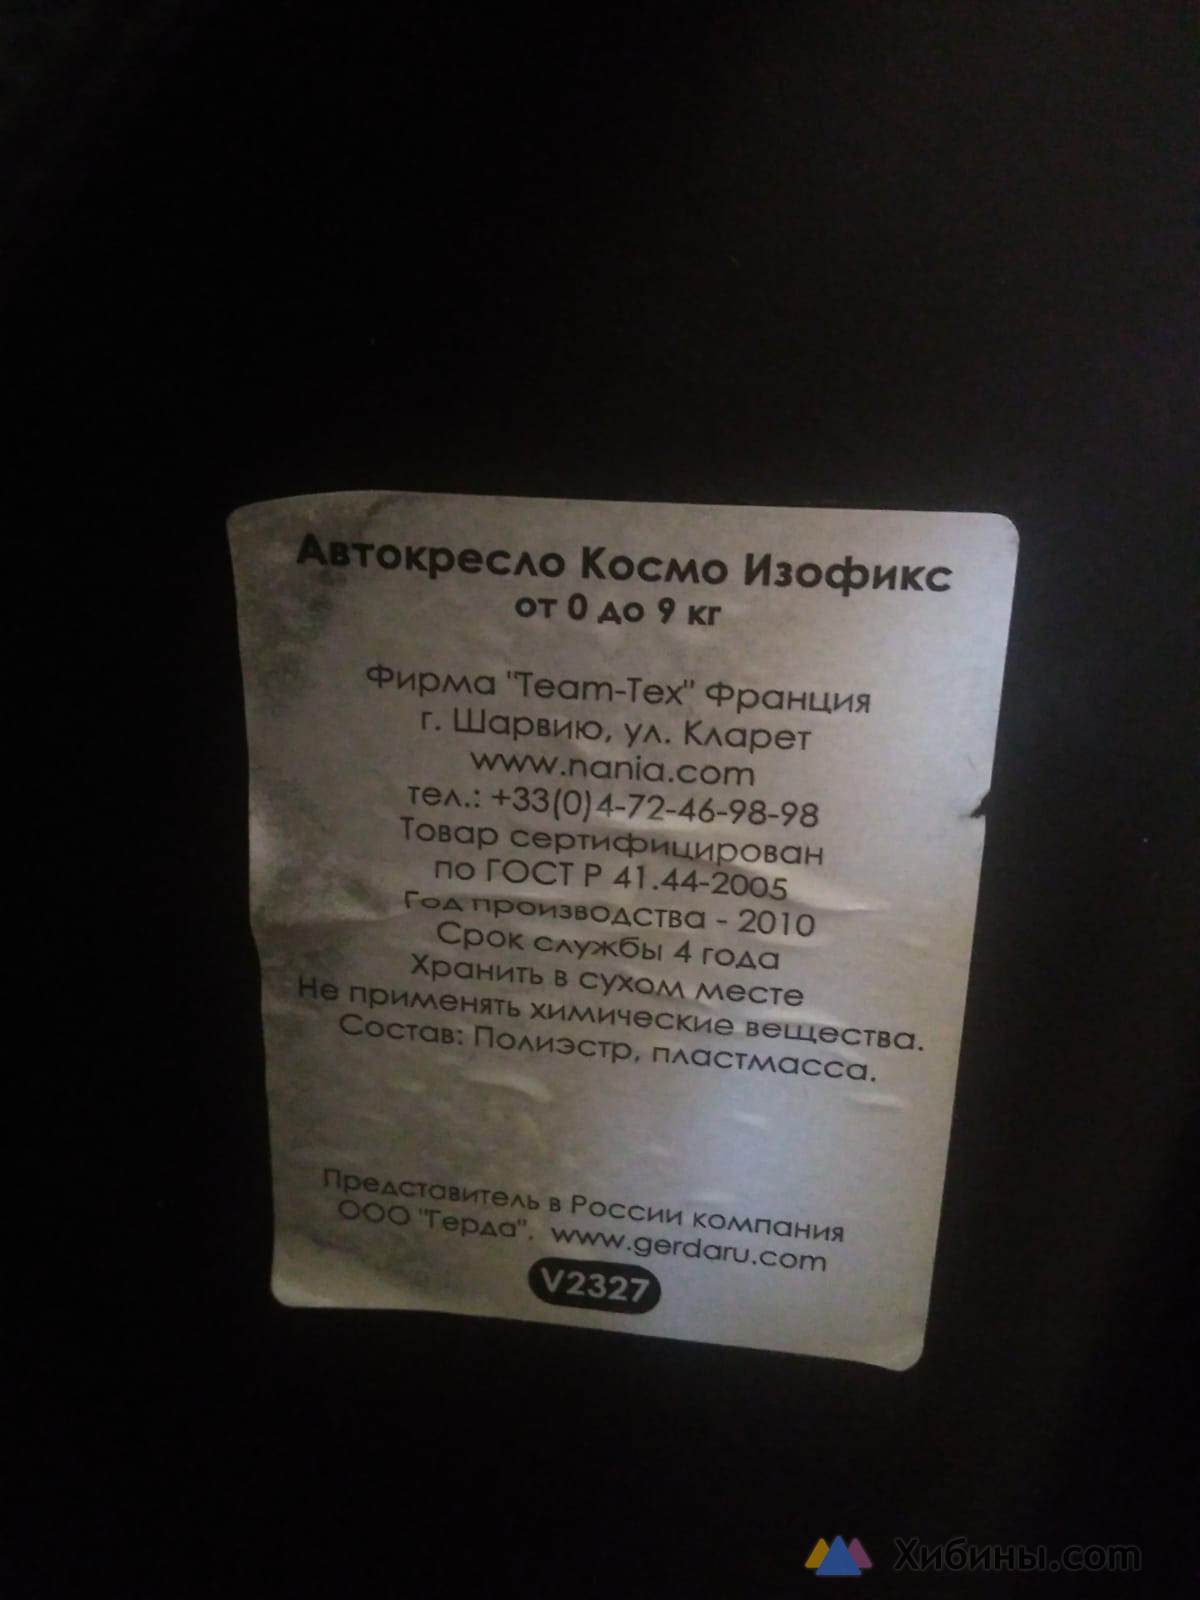 Автокресло Космо Изофикс
от 0 до 9 кг
Фирма "Team-Tex" Франция
г. Шарвию, ул. Кларет
www.nania.com
тел.: +33(0)4-72-46-98-98
Товар сертифицирован
по ГОСТ Р 41.44-2005
Год производства - 2010
Срок службы 4 года
Хранить в сухом месте
Не применять химические вещества.
Состав: Полиэстр, пластмасса.
Представитель в России компания
ООО "Герда". www.gerdaru.com
V2327
Хибины.com